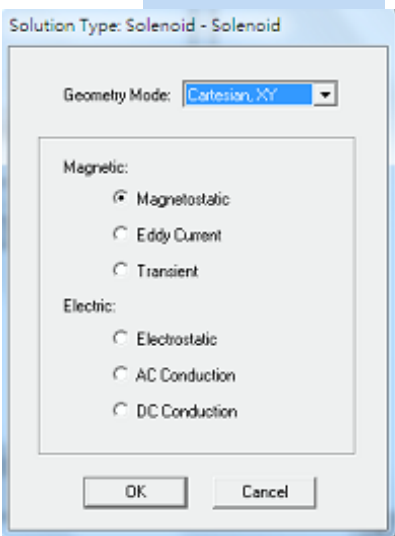 Solution Type: Solenoid - Solenoid
Geometry Mode: Cartesian, XY
Magnetic:
Magnetostatic
Eddy Current
Transient
Electric:
Electrostatic
AC Conduction
DC Conduction
OK Cancel